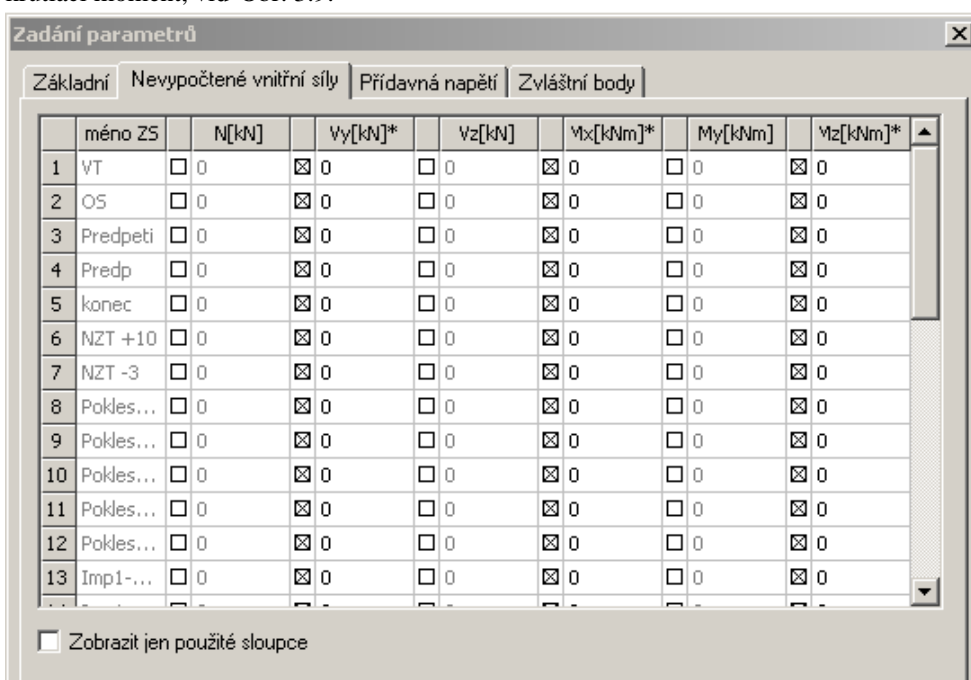 Zadání parametrů
Základní Nevypočtené vnitřní síly Přídavná napětí Zvláštní body
méno ZS N[kN] Vy[kN]* Vz[kN] Mx[kNm]* My[kNm] Mz[kNm]*
1 VT 0 0 0 0 0 0
2 OS 0 0 0 0 0 0
3 Predpeti 0 0 0 0 0 0
4 Predp 0 0 0 0 0 0
5 konec 0 0 0 0 0 0
6 NZT +10 0 0 0 0 0 0
7 NZT -3 0 0 0 0 0 0
8 Pokles... 0 0 0 0 0 0
9 Pokles... 0 0 0 0 0 0
10 Pokles... 0 0 0 0 0 0
11 Pokles... 0 0 0 0 0 0
12 Pokles... 0 0 0 0 0 0
13 Imp1-... 0 0 0 0 0 0
Zobrazit jen použité sloupce